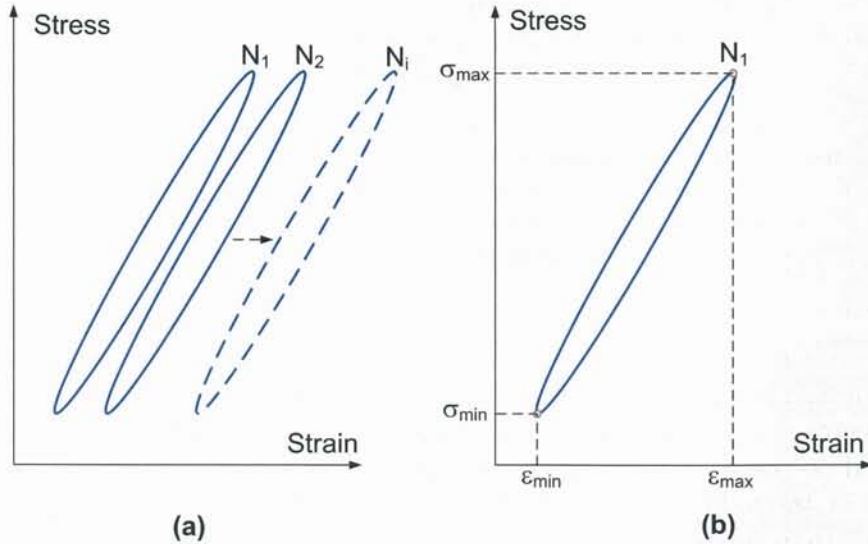 Stress
N1
N2
Ni
Strain
(a)
Stress
N1
σmax
σmin
Strain
εmin
εmax
(b)